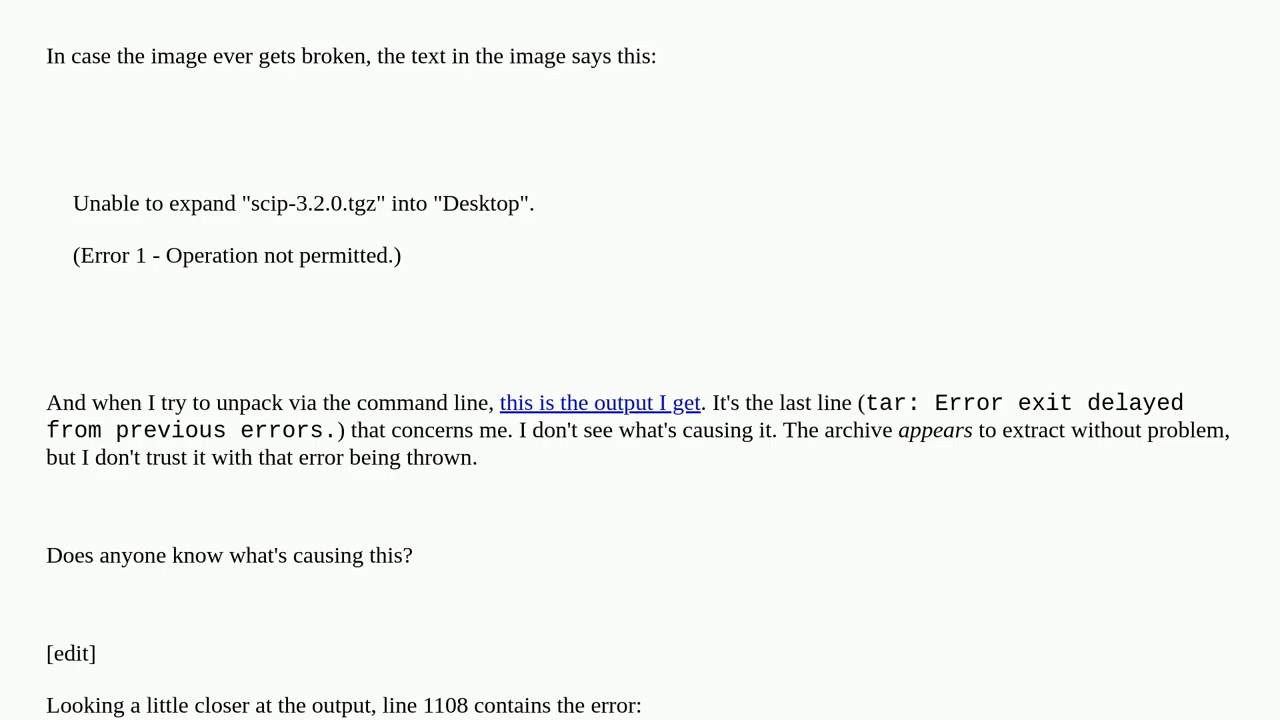 In case the image ever gets broken, the text in the image says this:
Unable to expand "scip-3.2.0.tgz" into "Desktop".
(Error 1 - Operation not permitted.)
And when I try to unpack via the command line, this is the output I get. It's the last line (tar: Error exit delayed
from previous errors.) that concerns me. I don't see what's causing it. The archive appears to extract without problem,
but I don't trust it with that error being thrown.
Does anyone know what's causing this?
[edit]
Looking a little closer at the output, line 1108 contains the error: